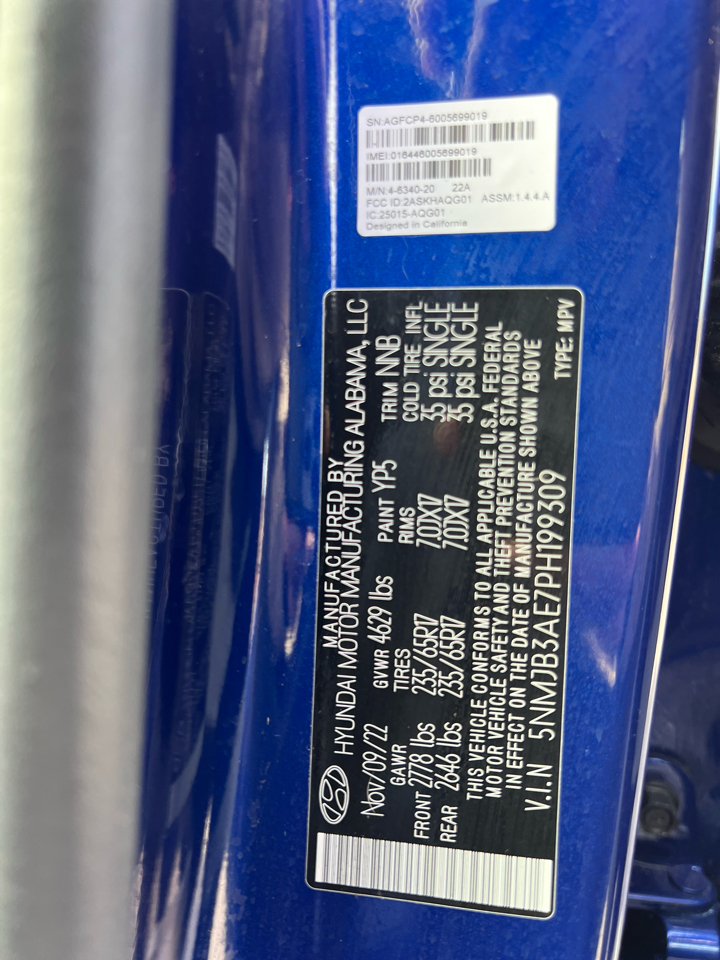 SN:AGFCP4-6005699019
IMEI:016446005699019
M/N:4-6340-20 22A
FCC ID:2ASKHAQG01 ASSM:1.4.4.A
IC:25015-AQG01
Designed in California
MANUFACTURED BY
HYUNDAI MOTOR MANUFACTURING ALABAMA, LLC
Nov/09/22 GVWR 4629 lbs PAINT YP5 TRIM NNB
GAWR TIRES RIMS COLD TIRE INFL
FRONT 2778 lbs 235/65R17 7.0JX17 35 psi SINGLE
REAR 2646 lbs 235/65R17 7.0JX17 35 psi SINGLE
THIS VEHICLE CONFORMS TO ALL APPLICABLE U.S.A. FEDERAL
MOTOR VEHICLE SAFETY AND THEFT PREVENTION STANDARDS
IN EFFECT ON THE DATE OF MANUFACTURE SHOWN ABOVE
V.I.N 5NMJB3AE7PH199309 TYPE: MPV